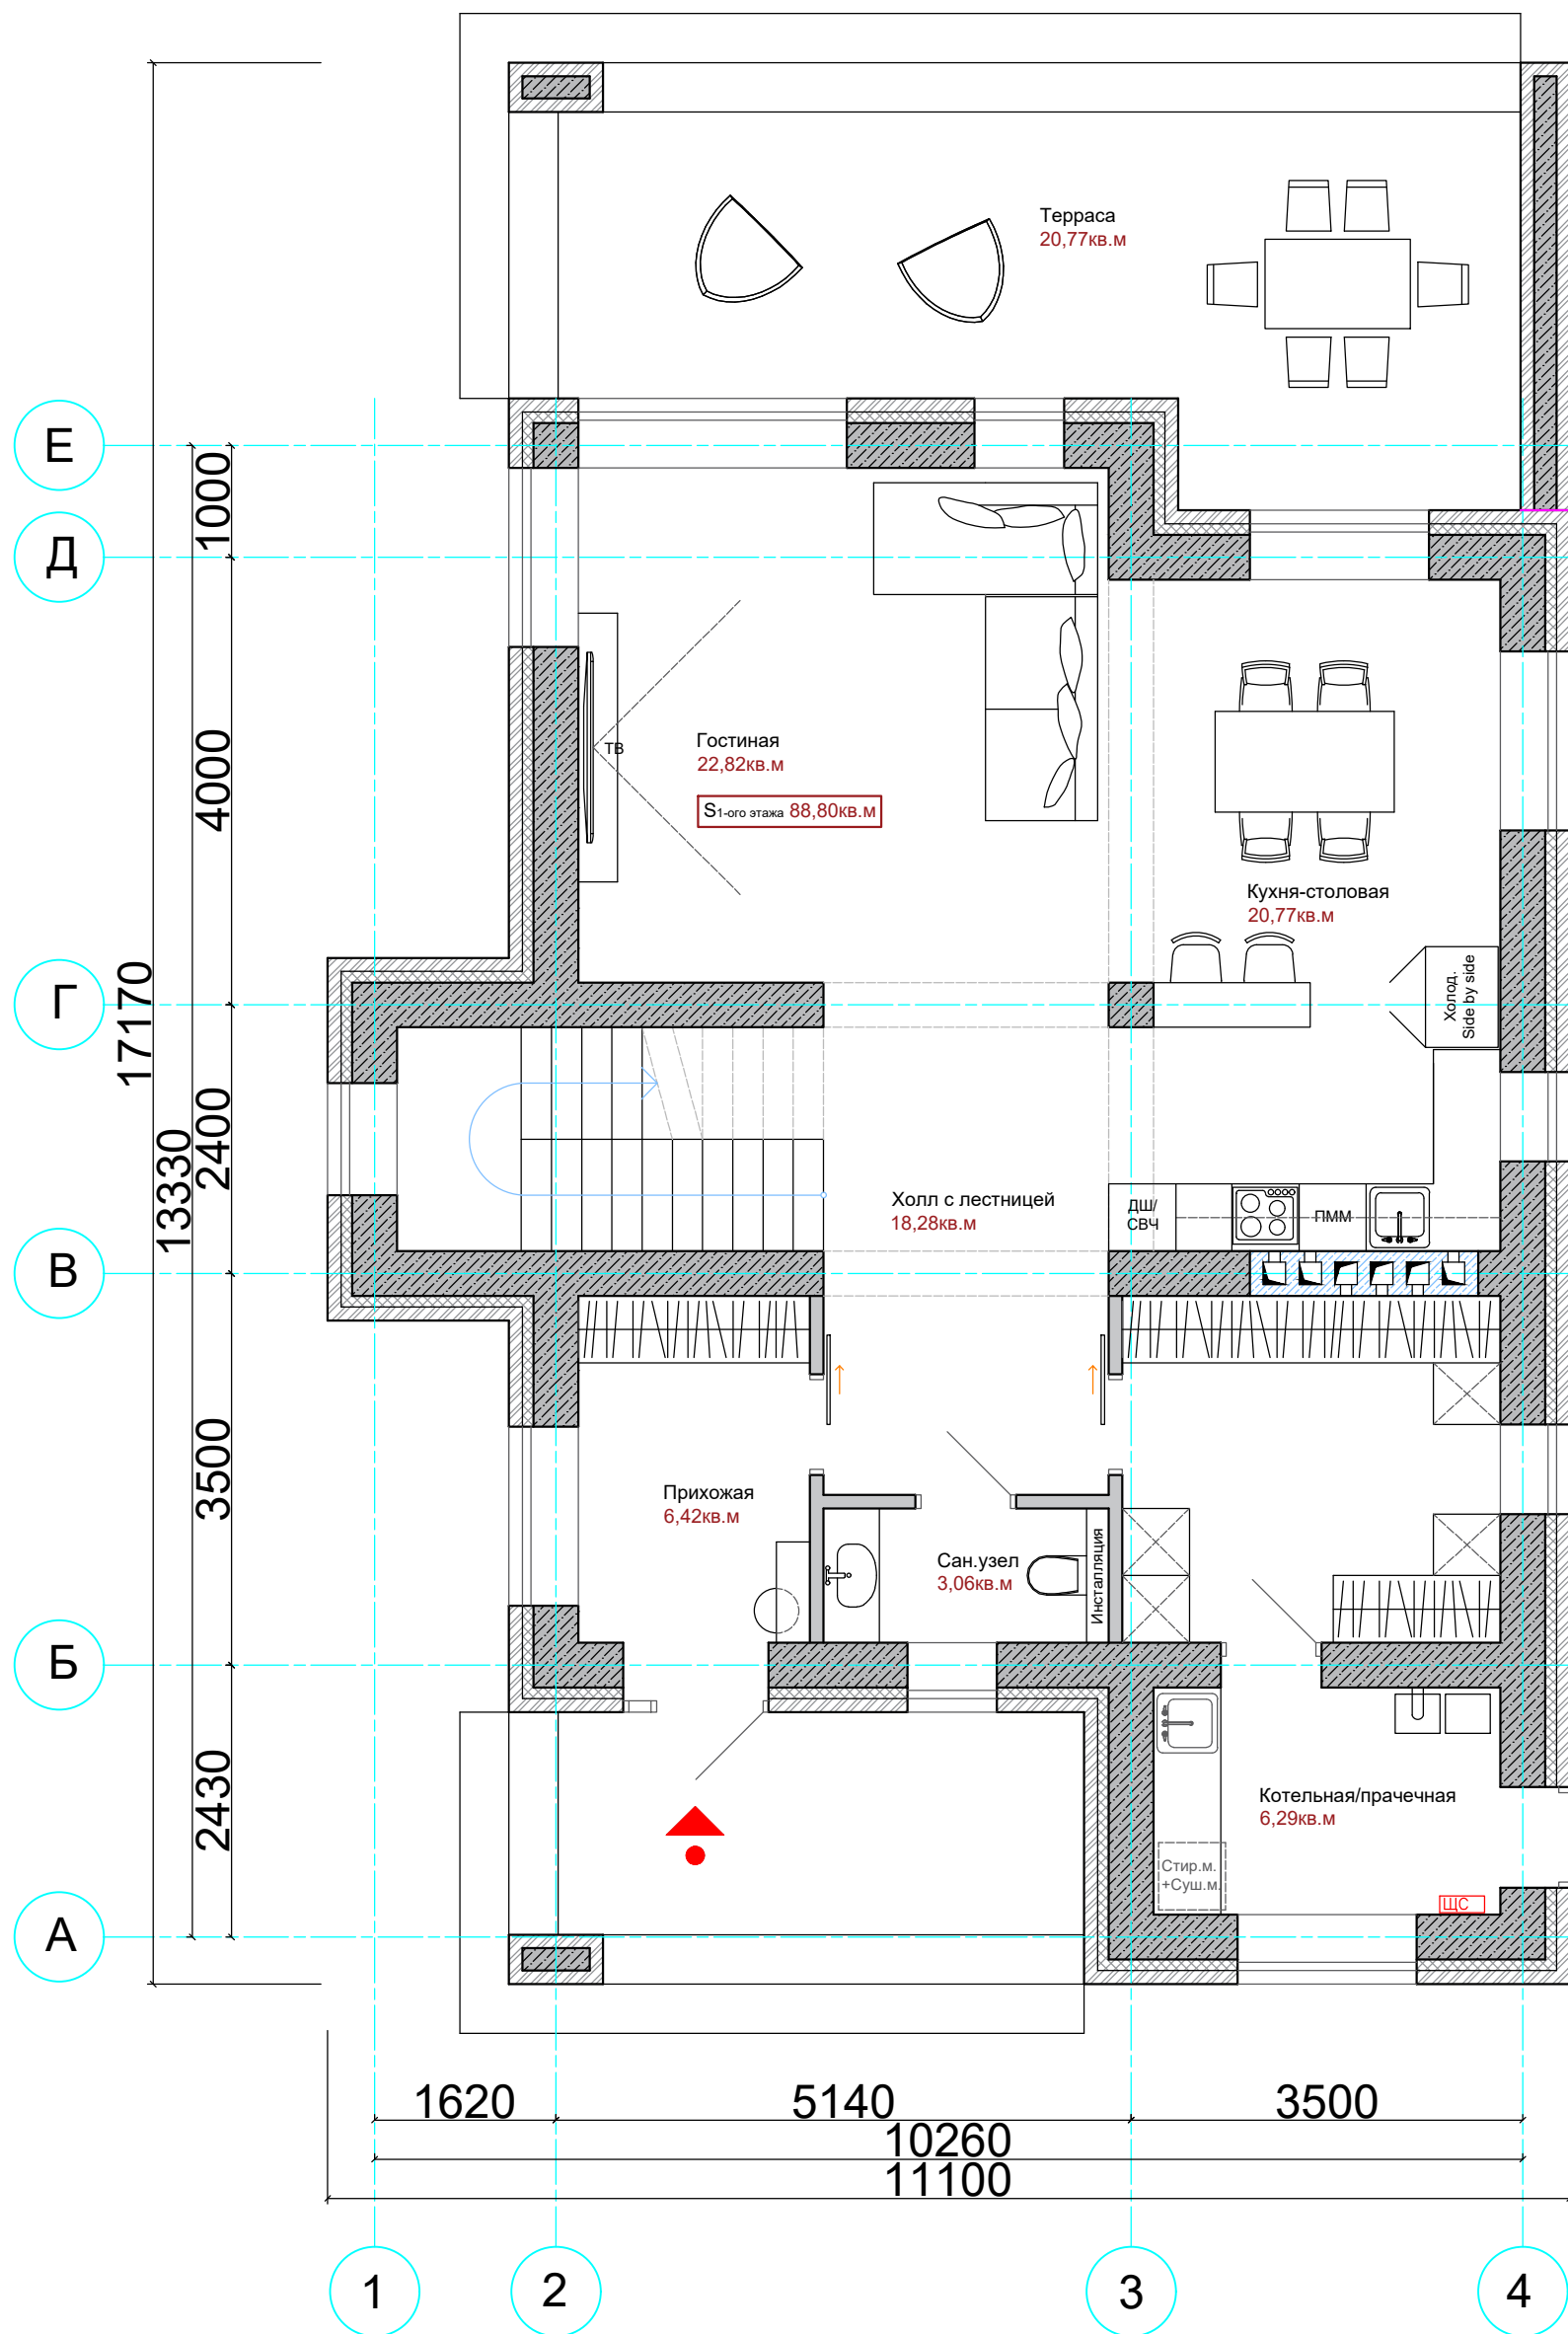 Терраса
20,77кв.м
Е
1000
Д
4000
ТВ
Гостиная
22,82кв.м
S1-ого этажа 88,80кв.м
Кухня-столовая
20,77кв.м
Холод.
Side by side
Г
17170
13330
2400
Холл с лестницей
18,28кв.м
ДШ/
СВЧ
ПММ
В
3500
Прихожая
6,42кв.м
Сан.узел
3,06кв.м
Инсталляция
Б
2430
Котельная/прачечная
6,29кв.м
Стир.м.
+Суш.м.
ЩС
А
1620
5140
3500
10260
11100
1
2
3
4